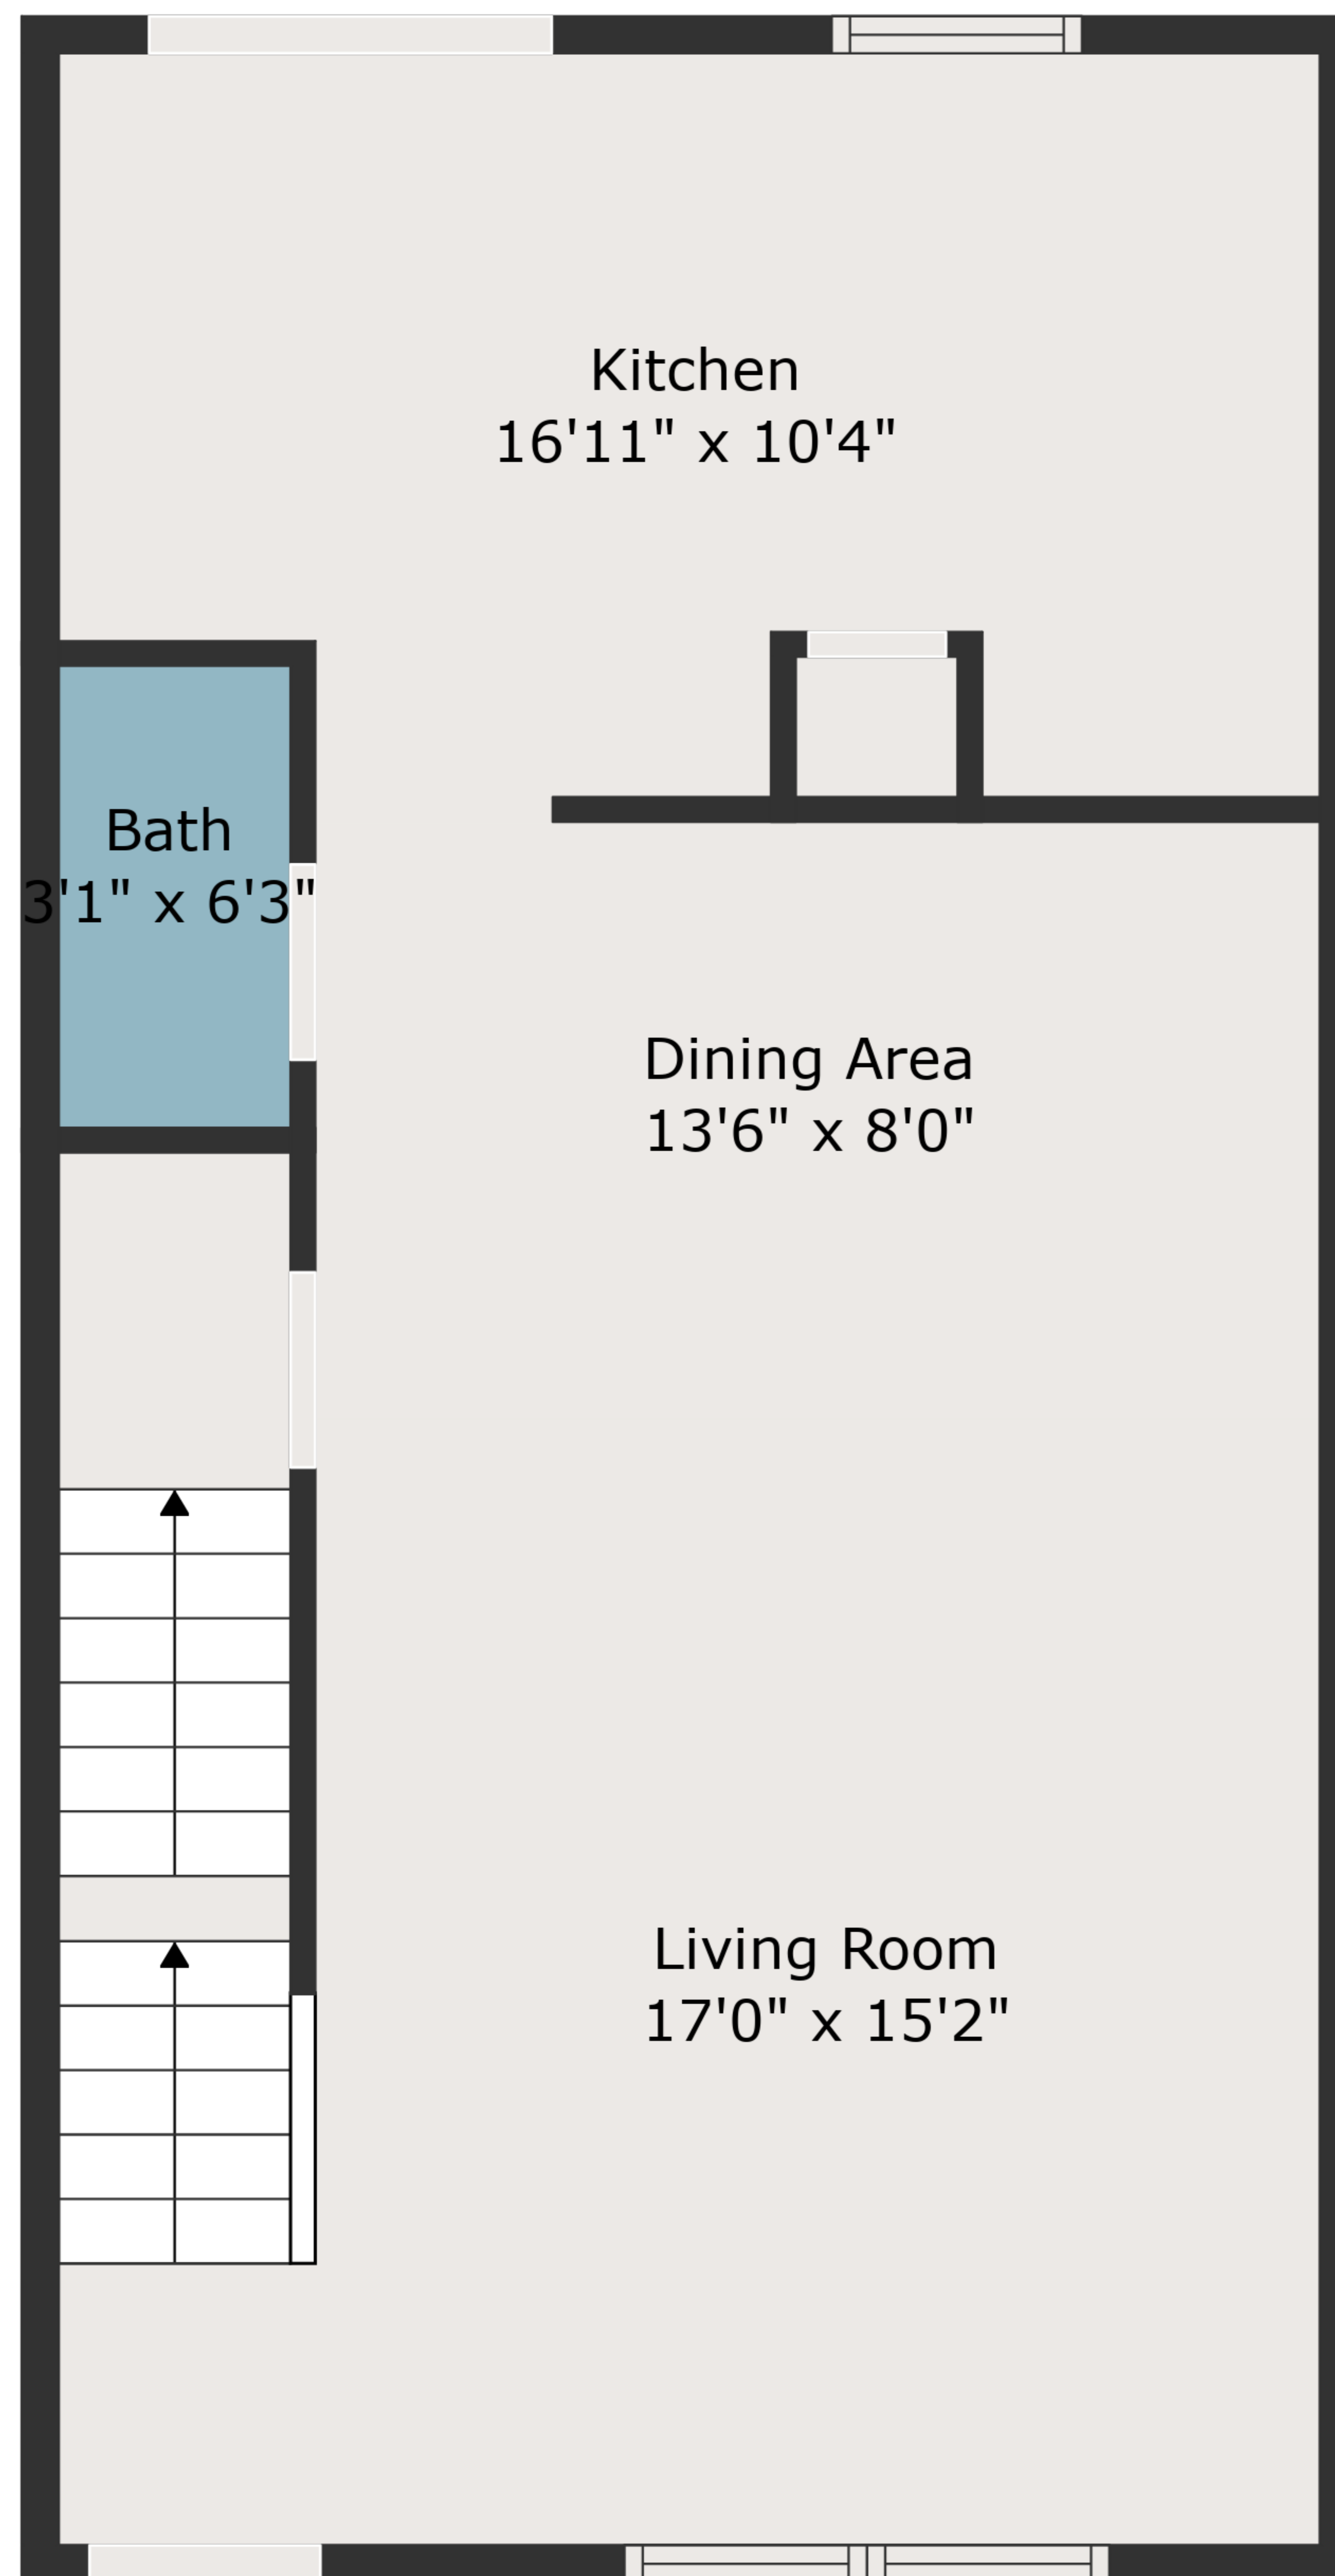 Kitchen
16'11" x 10'4"
Bath
3'1" x 6'3"
Dining Area
13'6" x 8'0"
Living Room
17'0" x 15'2"